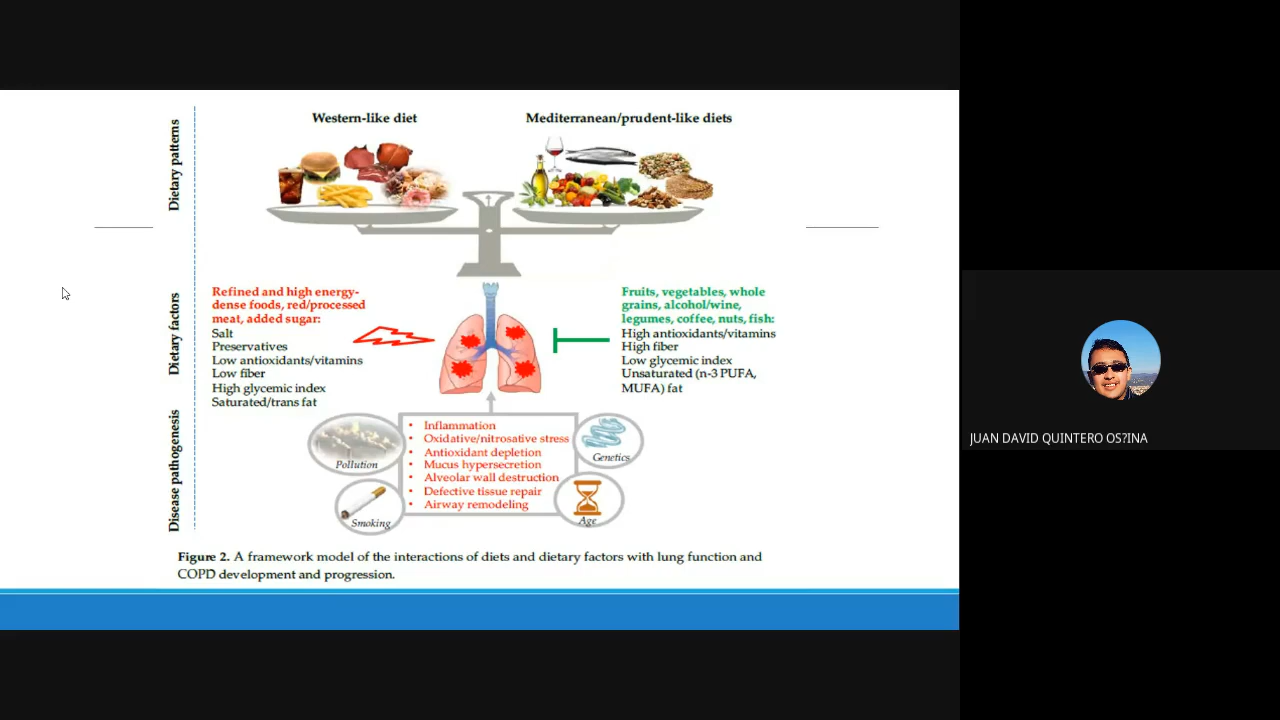 Dietary patterns
Western-like diet
Mediterranean/prudent-like diets
Dietary factors
Refined and high energy-
dense foods, red/processed
meat, added sugar:
Salt
Preservatives
Low antioxidants/vitamins
Low fiber
High glycemic index
Saturated/trans fat
Fruits, vegetables, whole
grains, alcohol/wine,
legumes, coffee, nuts, fish:
High antioxidants/vitamins
High fiber
Low glycemic index
Unsaturated (n-3 PUFA,
MUFA) fat
Disease pathogenesis
Pollution
Smoking
• Inflammation
• Oxidative/nitrosative stress
• Antioxidant depletion
• Mucus hypersecretion
• Alveolar wall destruction
• Defective tissue repair
• Airway remodeling
Genetics
Age
Figure 2. A framework model of the interactions of diets and dietary factors with lung function and
COPD development and progression.
JUAN DAVID QUINTERO OS?INA